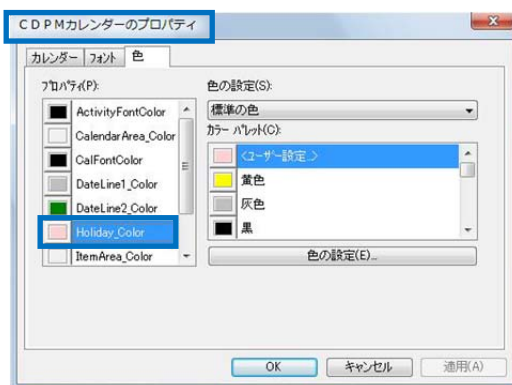 ＣＤＰＭカレンダーのプロパティ
カレンダー フォント 色
プロパティ(P):
ActivityFontColor
CalendarArea_Color
CalFontColor
DateLine1_Color
DateLine2_Color
Holiday_Color
ItemArea_Color
色の設定(S):
標準の色
カラー パレット(C):
<ユーザー設定...>
黄色
灰色
黒
色の設定(E)...
OK キャンセル 適用(A)